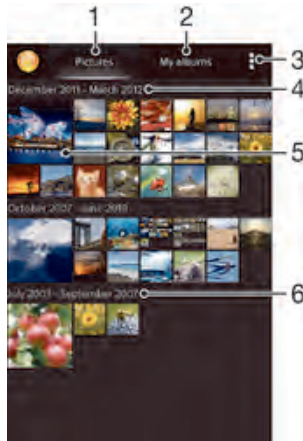 1
2
Pictures
My albums
3
December 2011 - March 2012
4
5
October 2007 - June 2010
July 2007 - September 2007
6